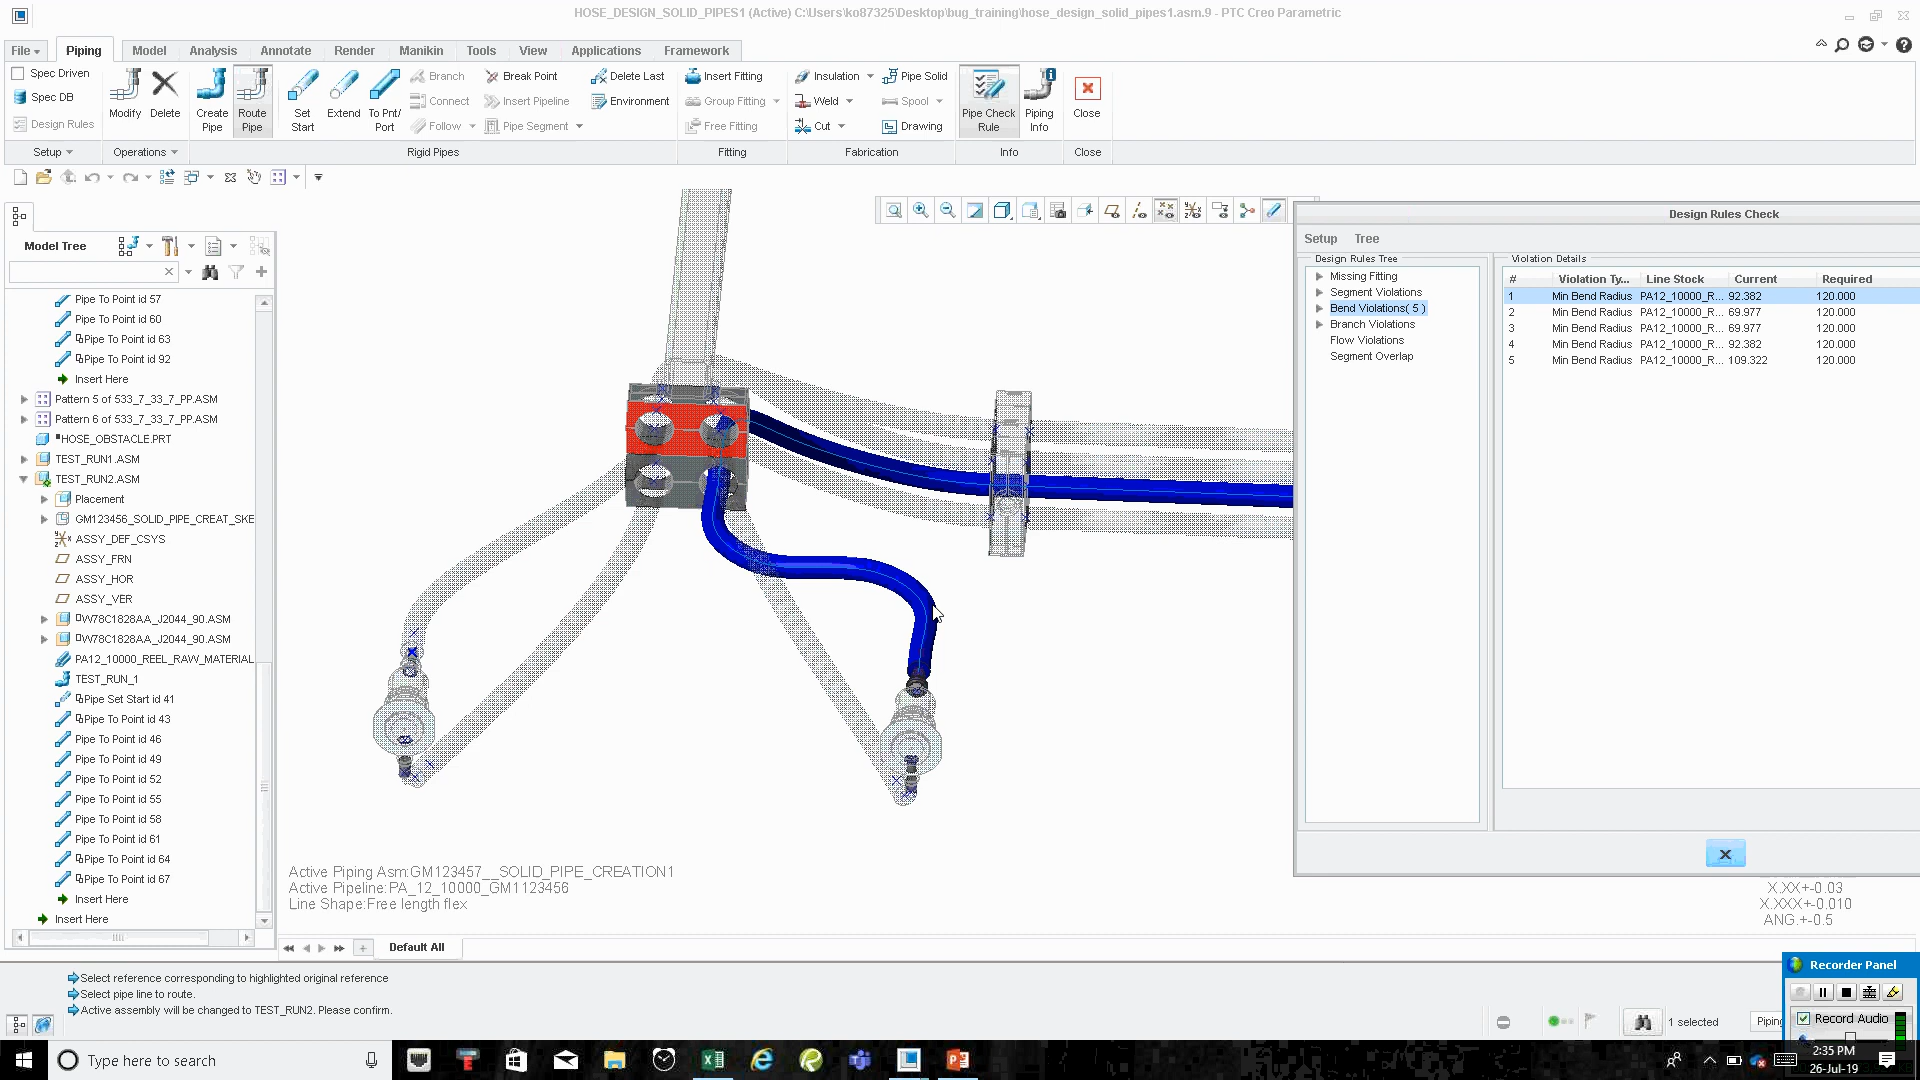 HOSE_DESIGN_SOLID_PIPES1 (Active) C:\Users\ko87325\Desktop\bug_training\hose_design_solid_pipes1.asm.9 - PTC Creo Parametric
File Piping Model Analysis Annotate Render Manikin Tools View Applications Framework
Spec Driven
Spec DB
Design Rules
Modify
Delete
Create Pipe
Route Pipe
Set Start
Extend
To Pnt/ Port
Branch
Connect
Follow
Break Point
Insert Pipeline
Pipe Segment
Delete Last
Environment
Insert Fitting
Group Fitting
Free Fitting
Insulation
Weld
Cut
Pipe Solid
Spool
Drawing
Pipe Check Rule
Piping Info
Close
Setup Operations Rigid Pipes Fitting Fabrication Info Close
Model Tree
Pipe To Point id 57
Pipe To Point id 60
Pipe To Point id 63
Pipe To Point id 92
Insert Here
Pattern 5 of 533_7_33_7_PP.ASM
Pattern 6 of 533_7_33_7_PP.ASM
HOSE_OBSTACLE.PRT
TEST_RUN1.ASM
TEST_RUN2.ASM
Placement
GM123456_SOLID_PIPE_CREAT_SKE
ASSY_DEF_CSYS
ASSY_FRN
ASSY_HOR
ASSY_VER
W78C1828AA_J2044_90.ASM
W78C1828AA_J2044_90.ASM
PA12_10000_REEL_RAW_MATERIAL
TEST_RUN_1
Pipe Set Start id 41
Pipe To Point id 43
Pipe To Point id 46
Pipe To Point id 49
Pipe To Point id 52
Pipe To Point id 55
Pipe To Point id 58
Pipe To Point id 61
Pipe To Point id 64
Pipe To Point id 67
Insert Here
Insert Here
Design Rules Check
Setup Tree
Design Rules Tree
Missing Fitting
Segment Violations
Bend Violations( 5 )
Branch Violations
Flow Violations
Segment Overlap
Violation Details
# Violation Ty... Line Stock Current Required
1 Min Bend Radius PA12_10000_R... 92.382 120.000
2 Min Bend Radius PA12_10000_R... 69.977 120.000
3 Min Bend Radius PA12_10000_R... 69.977 120.000
4 Min Bend Radius PA12_10000_R... 92.382 120.000
5 Min Bend Radius PA12_10000_R... 109.322 120.000
Active Piping Asm:GM123457__SOLID_PIPE_CREATION1
Active Pipeline:PA_12_10000_GM1123456
Line Shape:Free length flex
X.XX+-0.03
X.XXX+-0.010
ANG.+-0.5
Default All
Select reference corresponding to highlighted original reference
Select pipe line to route.
Active assembly will be changed to TEST_RUN2. Please confirm.
1 selected
Piping
Recorder Panel
Record Audio
Type here to search
2:35 PM
26-Jul-19